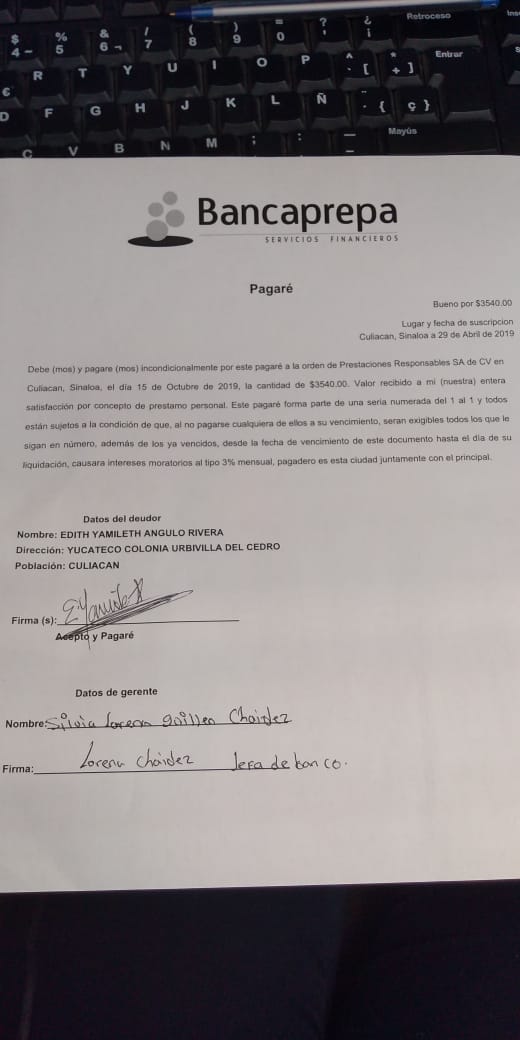 Retroceso
Ins
$ % & / ( ) = ? ¿
4 ~ 5 6 ¬ 7 8 9 0 ' ¡
Entrar
R T Y U I O P ^ ` [ * + ]
€
D F G H J K L Ñ ¨ ´ { ç }
Mayús
C V B N M ; : _ -
Bancaprepa
SERVICIOS FINANCIEROS
Pagaré
Bueno por $3540.00
Lugar y fecha de suscripcion
Culiacan, Sinaloa a 29 de Abril de 2019
Debe (mos) y pagare (mos) incondicionalmente por este pagaré a la orden de Prestaciones Responsables SA de CV en
Culiacan, Sinaloa, el día 15 de Octubre de 2019, la cantidad de $3540.00. Valor recibido a mi (nuestra) entera
satisfacción por concepto de prestamo personal. Este pagaré forma parte de una seria numerada del 1 al 1 y todos
están sujetos a la condición de que, al no pagarse cualquiera de ellos a su vencimiento, seran exigibles todos los que le
sigan en número, además de los ya vencidos, desde la fecha de vencimiento de este documento hasta el día de su
liquidación, causara intereses moratorios al tipo 3% mensual, pagadero es esta ciudad juntamente con el principal.
Datos del deudor
Nombre: EDITH YAMILETH ANGULO RIVERA
Dirección: YUCATECO COLONIA URBIVILLA DEL CEDRO
Población: CULIACAN
Firma (s):
Acepto y Pagaré
Datos de gerente
Nombre: Silvia Lorena guillen Chaidez
Firma: Lorena Chaidez Jefa de banco.